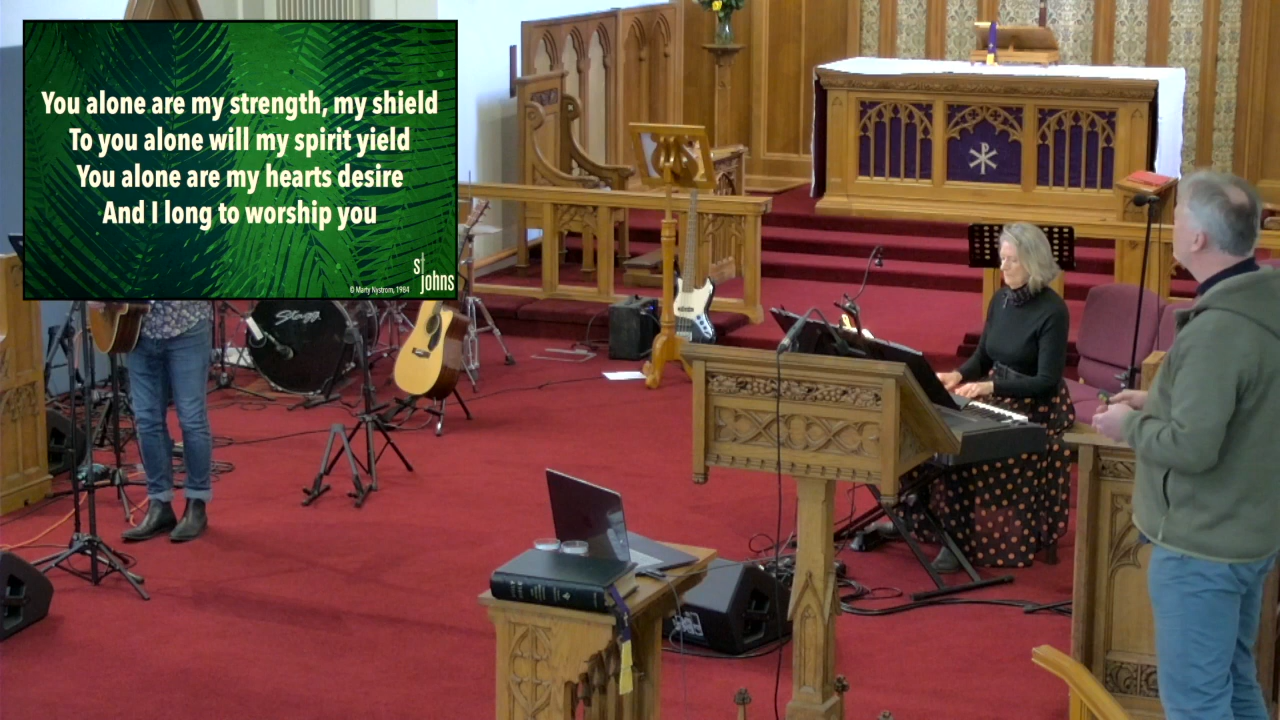 You alone are my strength, my shield
To you alone will my spirit yield
You alone are my hearts desire
And I long to worship you
st
johns
© Marty Nystrom, 1984
Stagg